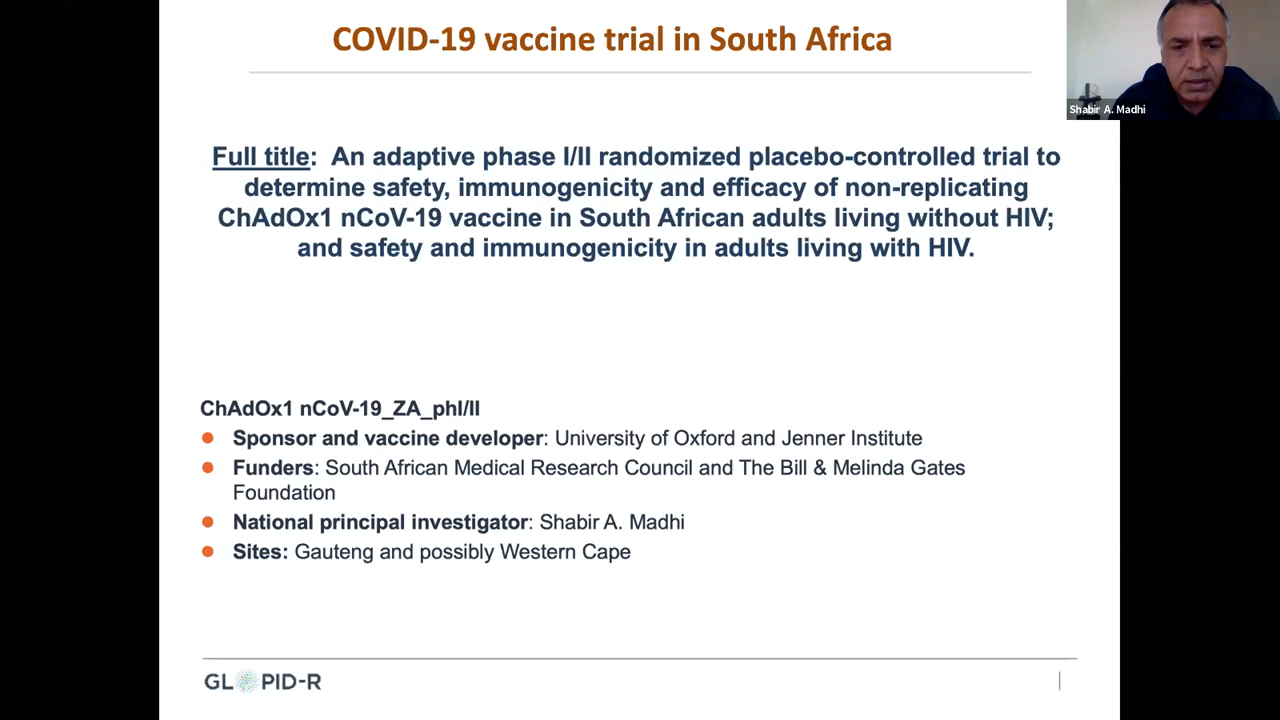 COVID-19 vaccine trial in South Africa
Shabir A. Madhi
Full title: An adaptive phase I/II randomized placebo-controlled trial to
determine safety, immunogenicity and efficacy of non-replicating
ChAdOx1 nCoV-19 vaccine in South African adults living without HIV;
and safety and immunogenicity in adults living with HIV.
ChAdOx1 nCoV-19_ZA_phI/II
Sponsor and vaccine developer: University of Oxford and Jenner Institute
Funders: South African Medical Research Council and The Bill & Melinda Gates
Foundation
National principal investigator: Shabir A. Madhi
Sites: Gauteng and possibly Western Cape
GLOPID-R